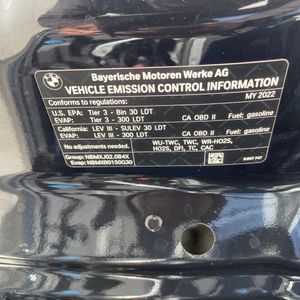 Bayerische Motoren Werke AG
VEHICLE EMISSION CONTROL INFORMATION
Conforms to regulations: MY 2022
U.S. EPA: Tier 3 - Bin 30 LDT
EVAP: Tier 3 - 300 LDT CA OBD II Fuel: gasoline
California: LEV III - SULEV 30 LDT
EVAP: LEV III - 300 LDT CA OBD II Fuel: gasoline
No adjustments needed.
WU-TWC, TWC, WR-HO2S,
HO2S, DFI, TC, CAC
Group: NBMXJ02.0B4X
Evap: NBMXR0150G30